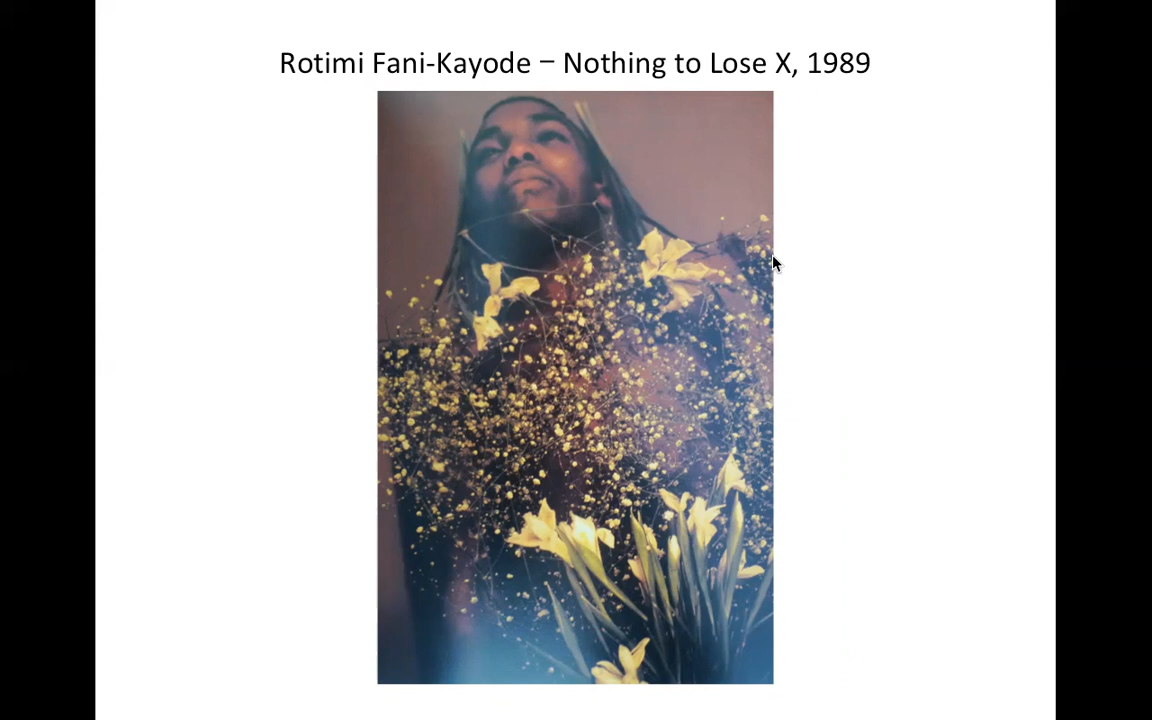 Rotimi Fani-Kayode – Nothing to Lose X, 1989